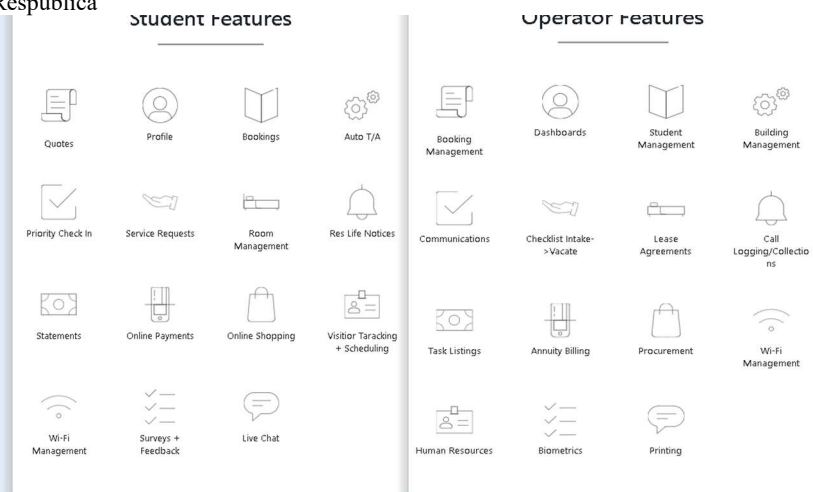 Respublica
Student Features
Operator Features
Quotes
Profile
Bookings
Auto T/A
Priority Check In
Service Requests
Room
Management
Res Life Notices
Statements
Online Payments
Online Shopping
Visitior Taracking
+ Scheduling
Wi-Fi
Management
Surveys +
Feedback
Live Chat
Booking
Management
Dashboards
Student
Management
Building
Management
Communications
Checklist Intake-
>Vacate
Lease
Agreements
Call
Logging/Collectio
ns
Task Listings
Annuity Billing
Procurement
Wi-Fi
Management
Human Resources
Biometrics
Printing